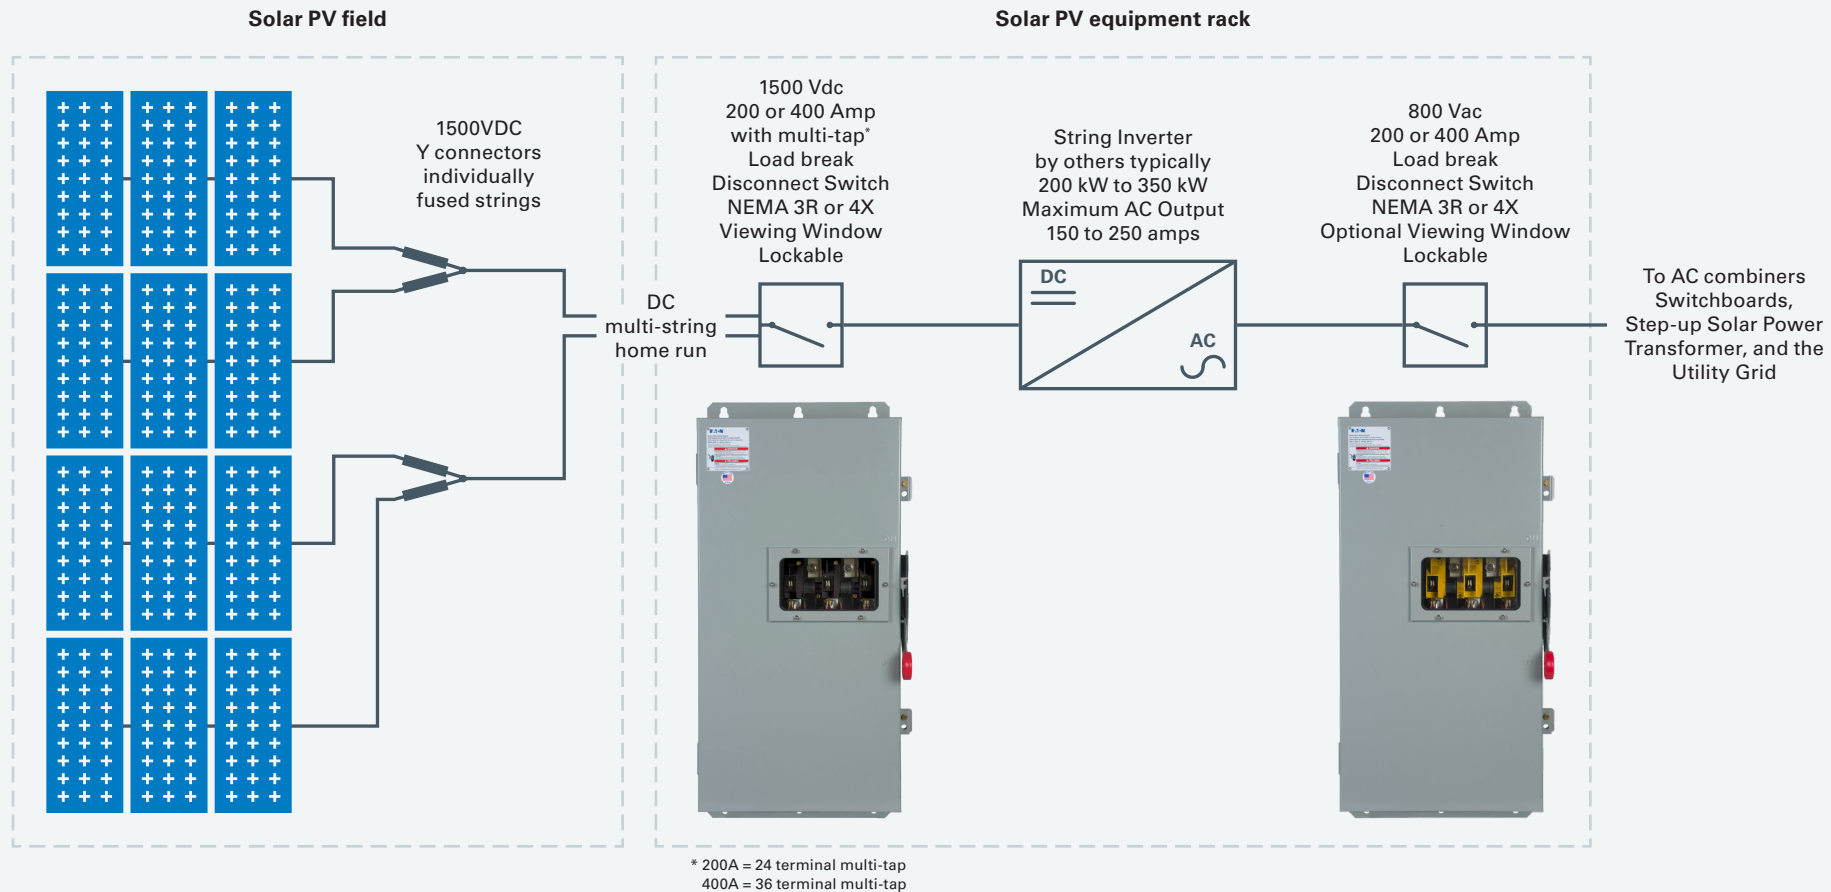 Solar PV field
Solar PV equipment rack
1500VDC
Y connectors
individually
fused strings
DC
multi-string
home run
1500 Vdc
200 or 400 Amp
with multi-tap*
Load break
Disconnect Switch
NEMA 3R or 4X
Viewing Window
Lockable
String Inverter
by others typically
200 kW to 350 kW
Maximum AC Output
150 to 250 amps
DC
AC
800 Vac
200 or 400 Amp
Load break
Disconnect Switch
NEMA 3R or 4X
Optional Viewing Window
Lockable
To AC combiners
Switchboards,
Step-up Solar Power
Transformer, and the
Utility Grid
* 200A = 24 terminal multi-tap
400A = 36 terminal multi-tap